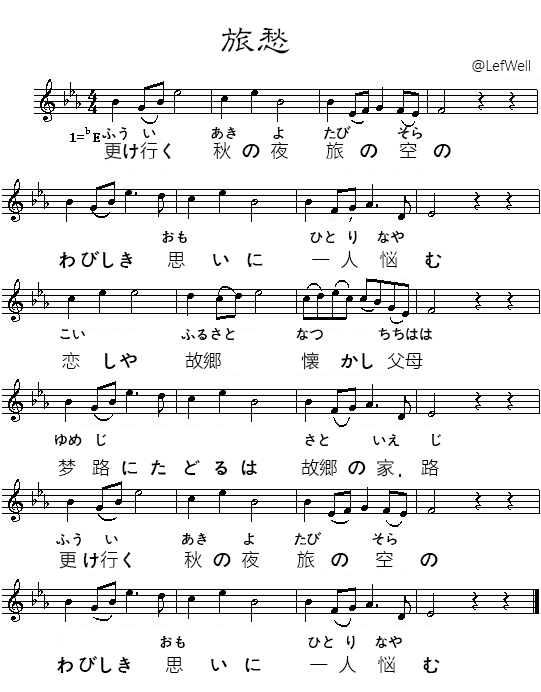 旅愁
@LefWell
4
4
1=bE ふう い あき よ たび そら
更け行く 秋の夜 旅の空の
おも ひと り なや
わびしき 思いに 一人悩む
こい ふるさと なつ ちちはは
恋しや 故郷 懐かし父母
ゆめ じ さと いえ じ
梦路にたどるは 故郷の家.路
ふう い あき よ たび そら
更け行く 秋の夜 旅の空の
おも ひと り なや
わびしき 思いに 一人悩む